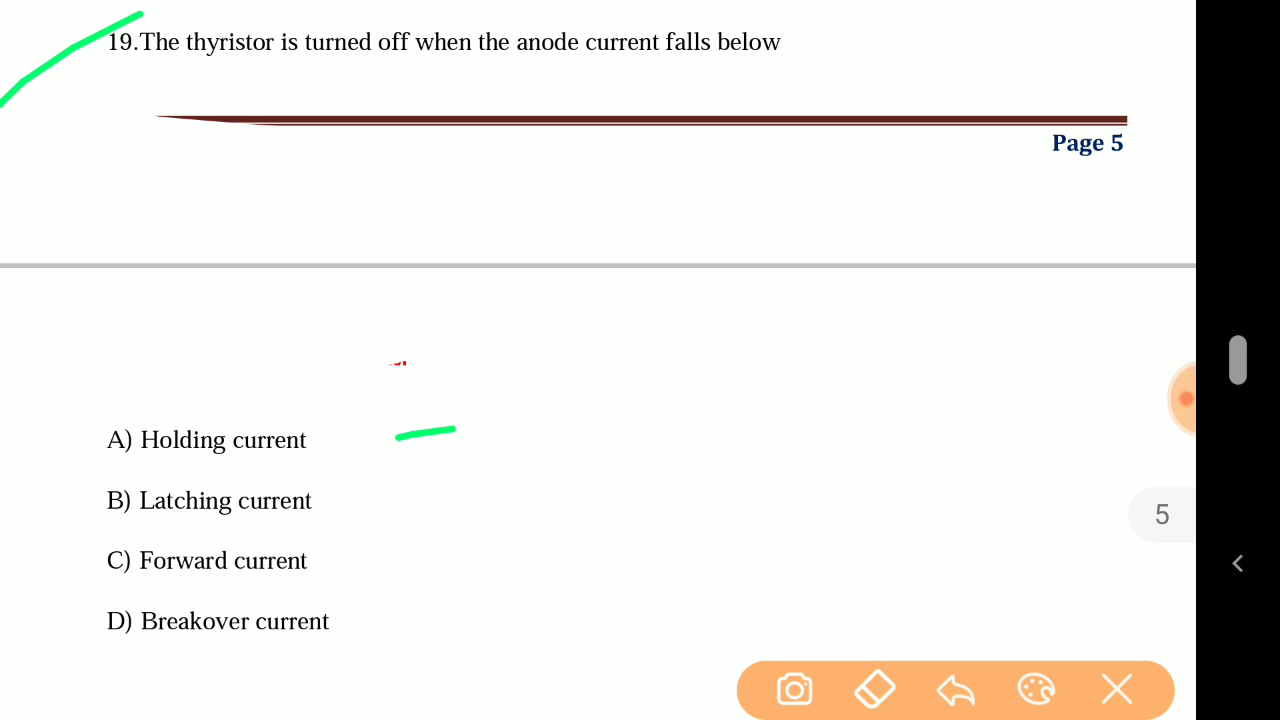 19.The thyristor is turned off when the anode current falls below
Page 5
A) Holding current
5
B) Latching current
C) Forward current
D) Breakover current